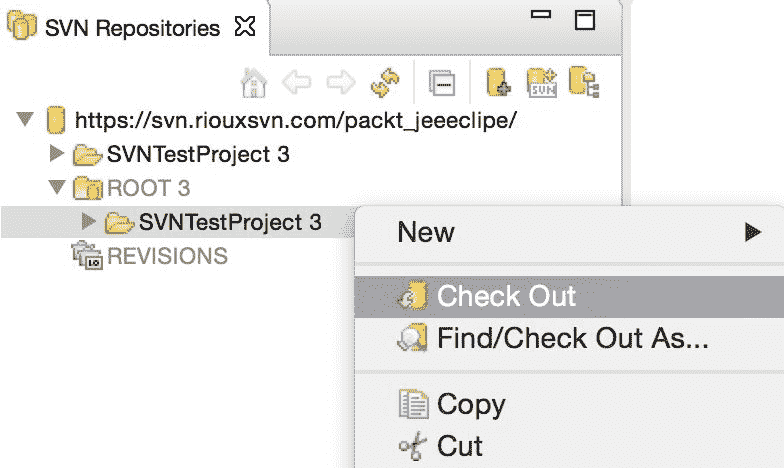 SVN Repositories
SVN
https://svn.riouxsvn.com/packt_jeeeclipe/
SVNTestProject 3
ROOT 3
SVNTestProject 3
REVISIONS
New
Check Out
Find/Check Out As...
Copy
Cut